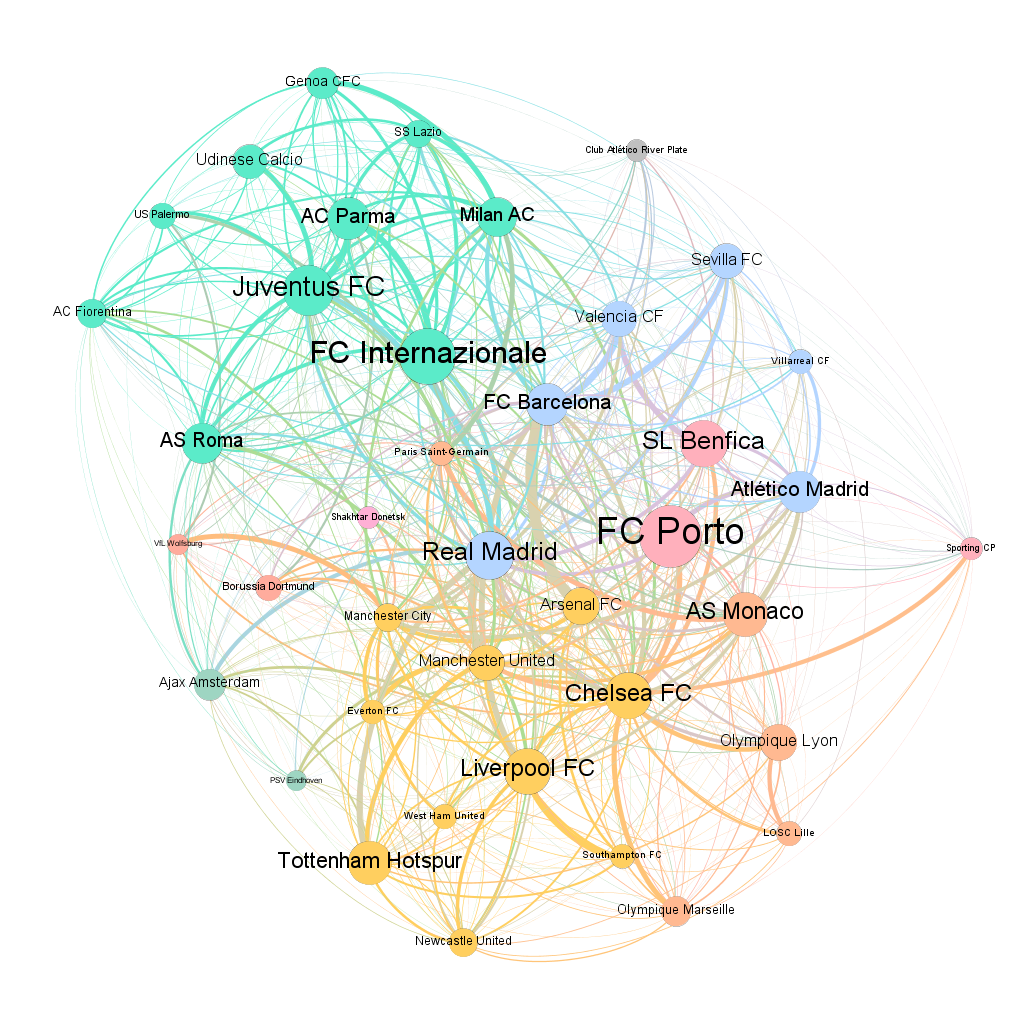 Genoa CFC
SS Lazio
Club Atlético River Plate
Udinese Calcio
US Palermo
AC Parma
Milan AC
Sevilla FC
Juventus FC
AC Fiorentina
Valencia CF
FC Internazionale
Villarreal CF
FC Barcelona
AS Roma
SL Benfica
Paris Saint-Germain
Atlético Madrid
Shakhtar Donetsk
FC Porto
VfL Wolfsburg
Real Madrid
Sporting CP
Borussia Dortmund
Arsenal FC
Manchester City
AS Monaco
Manchester United
Ajax Amsterdam
Chelsea FC
Everton FC
Olympique Lyon
Liverpool FC
PSV Eindhoven
West Ham United
LOSC Lille
Southampton FC
Tottenham Hotspur
Olympique Marseille
Newcastle United